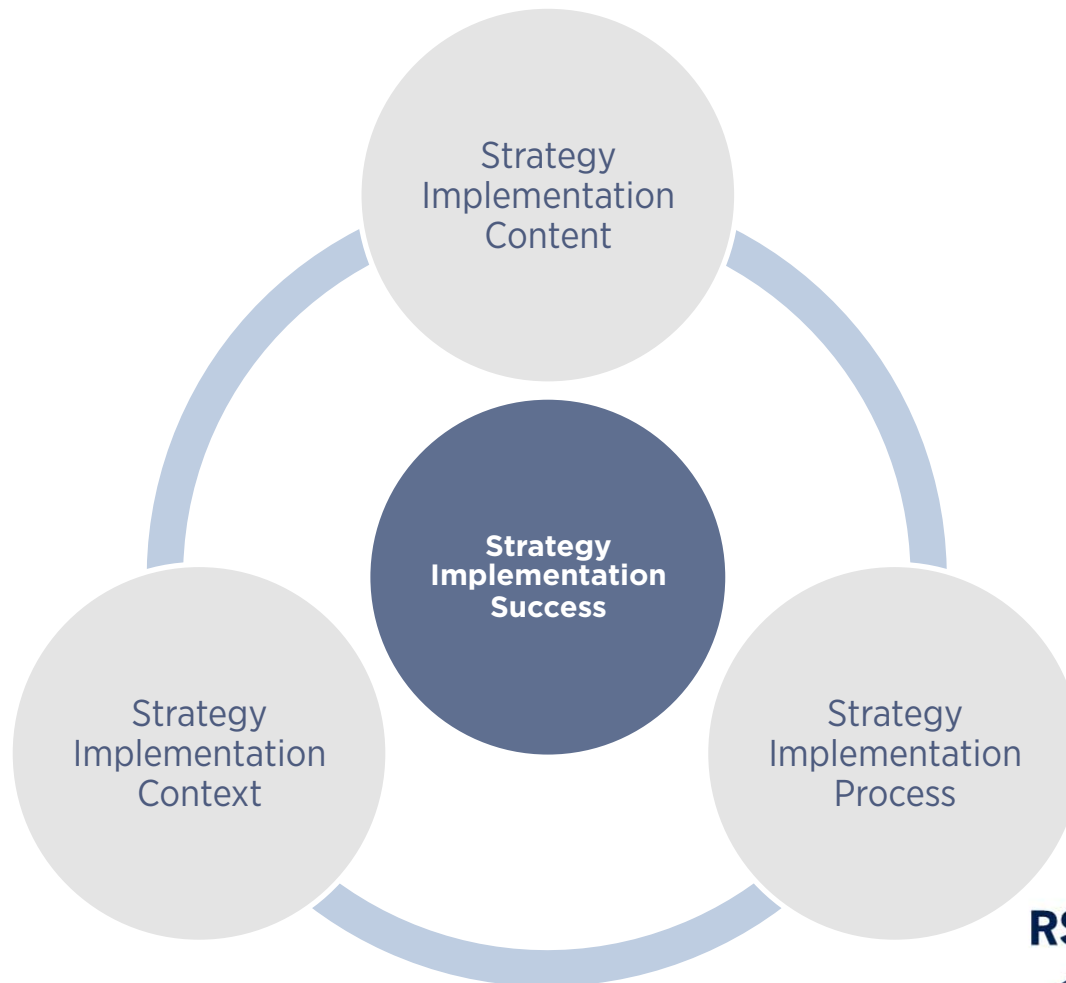 Strategy
Implementation
Content
Strategy
Implementation
Success
Strategy
Implementation
Context
Strategy
Implementation
Process